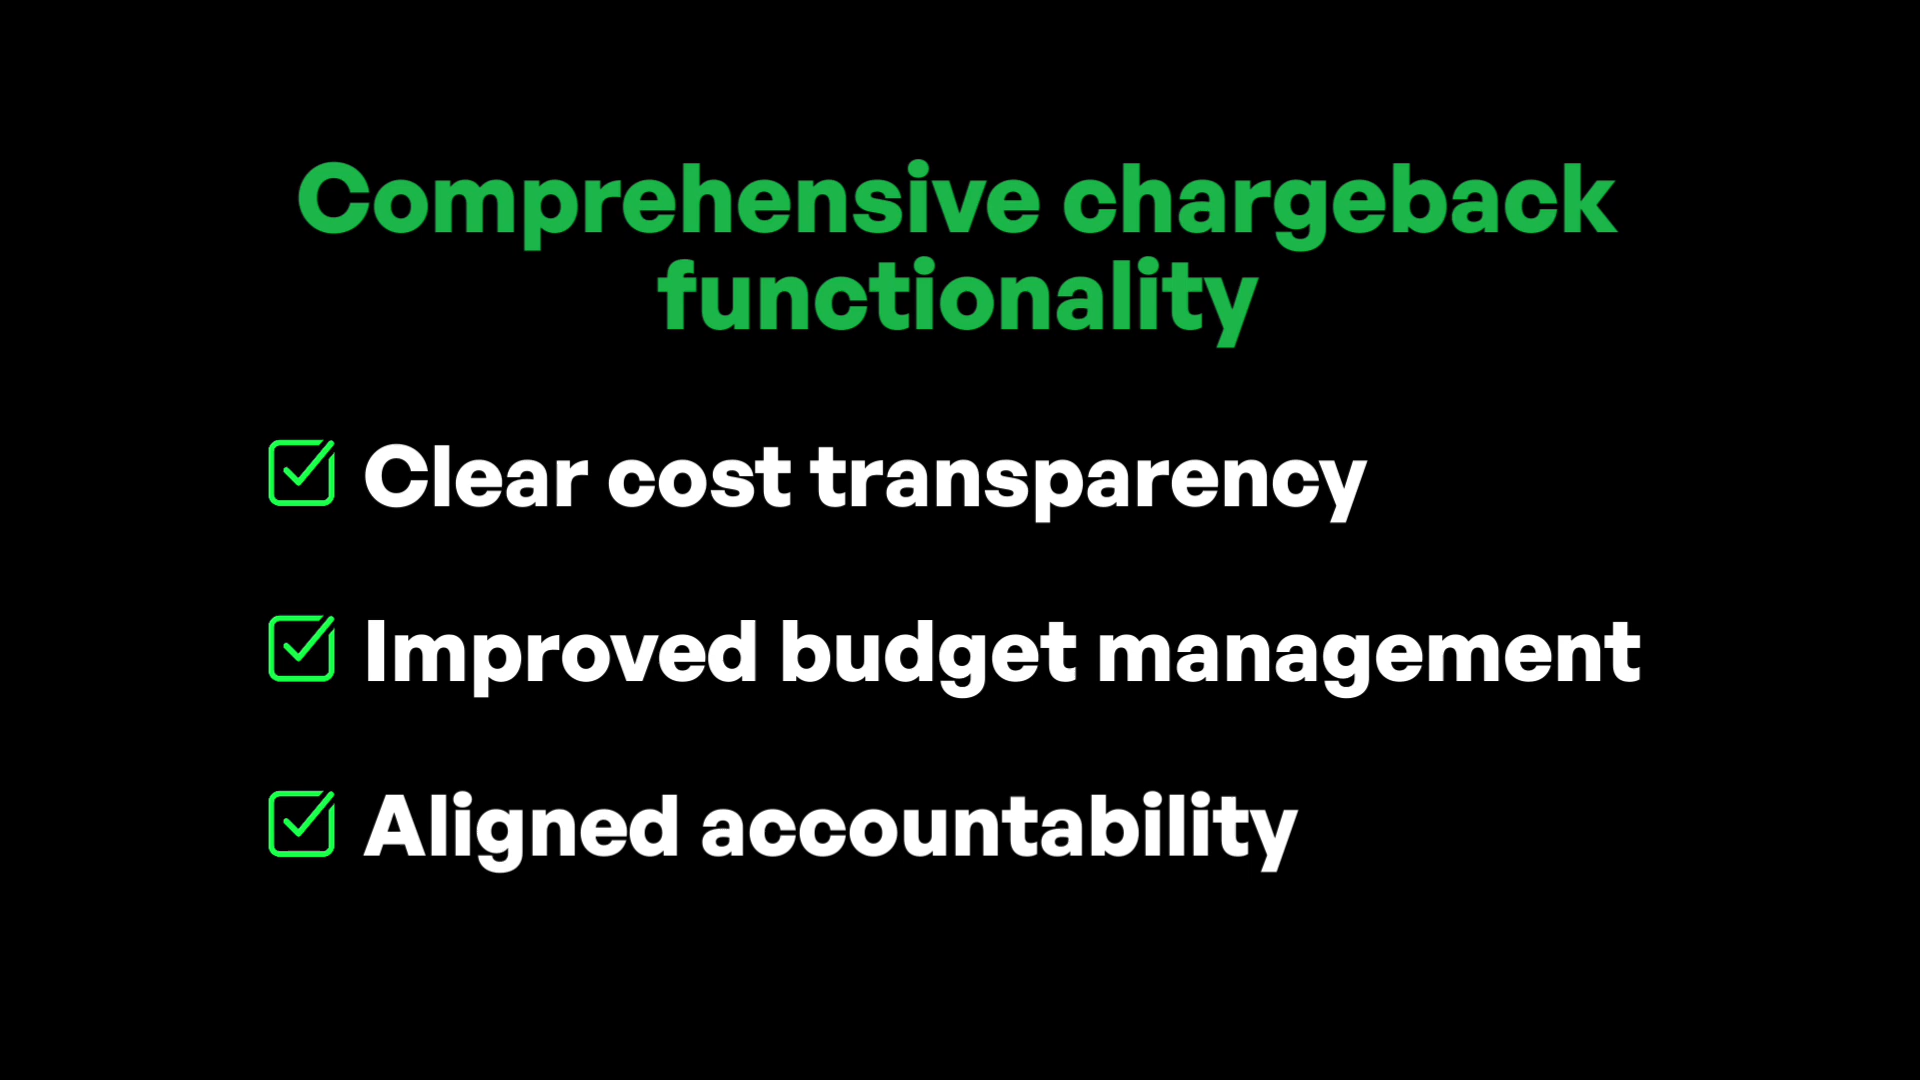 Comprehensive chargeback
functionality
Clear cost transparency
Improved budget management
Aligned accountability